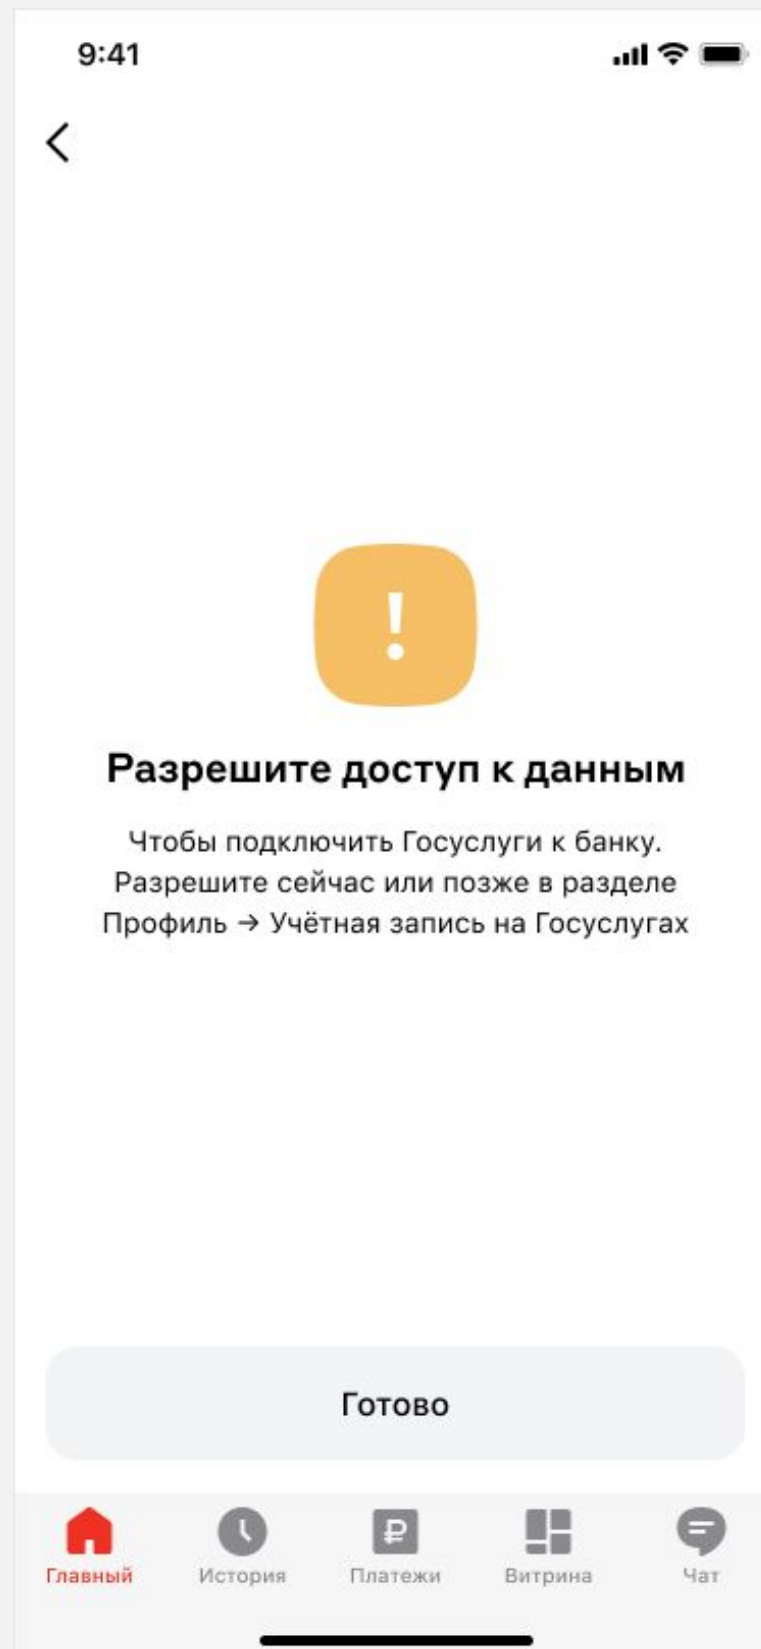 9:41
!
Разрешите доступ к данным
Чтобы подключить Госуслуги к банку.
Разрешите сейчас или позже в разделе
Профиль → Учётная запись на Госуслугах
Готово
Главный История Платежи Витрина Чат